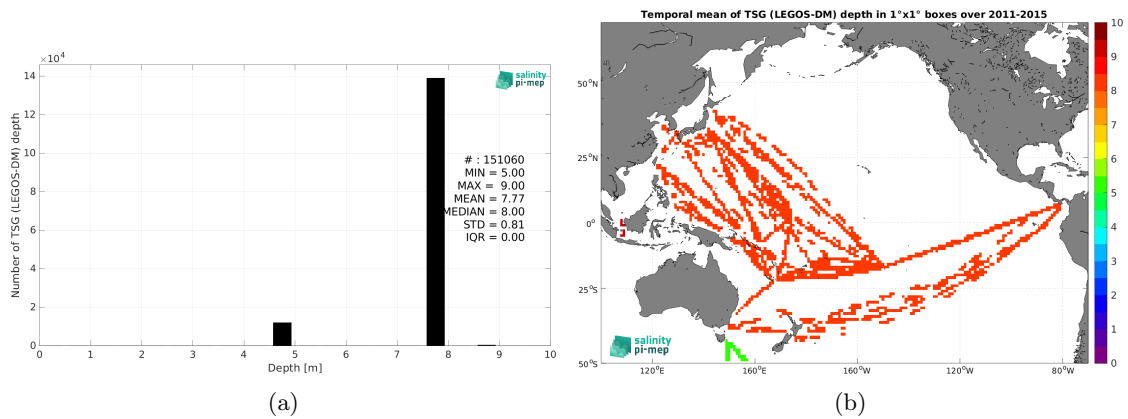 ×10⁴
14
12
10
8
6
4
2
0
Number of TSG (LEGOS-DM) depth
salinity
pi-mep
# : 151060
MIN = 5.00
MAX = 9.00
MEAN = 7.77
MEDIAN = 8.00
STD = 0.81
IQR = 0.00
0 1 2 3 4 5 6 7 8 9 10
Depth [m]
(a)
Temporal mean of TSG (LEGOS-DM) depth in 1°x1° boxes over 2011-2015
50°N
25°N
0°
25°S
50°S
120°E
160°E
160°W
120°W
80°W
salinity
pi-mep
10
9
8
7
6
5
4
3
2
1
0
(b)